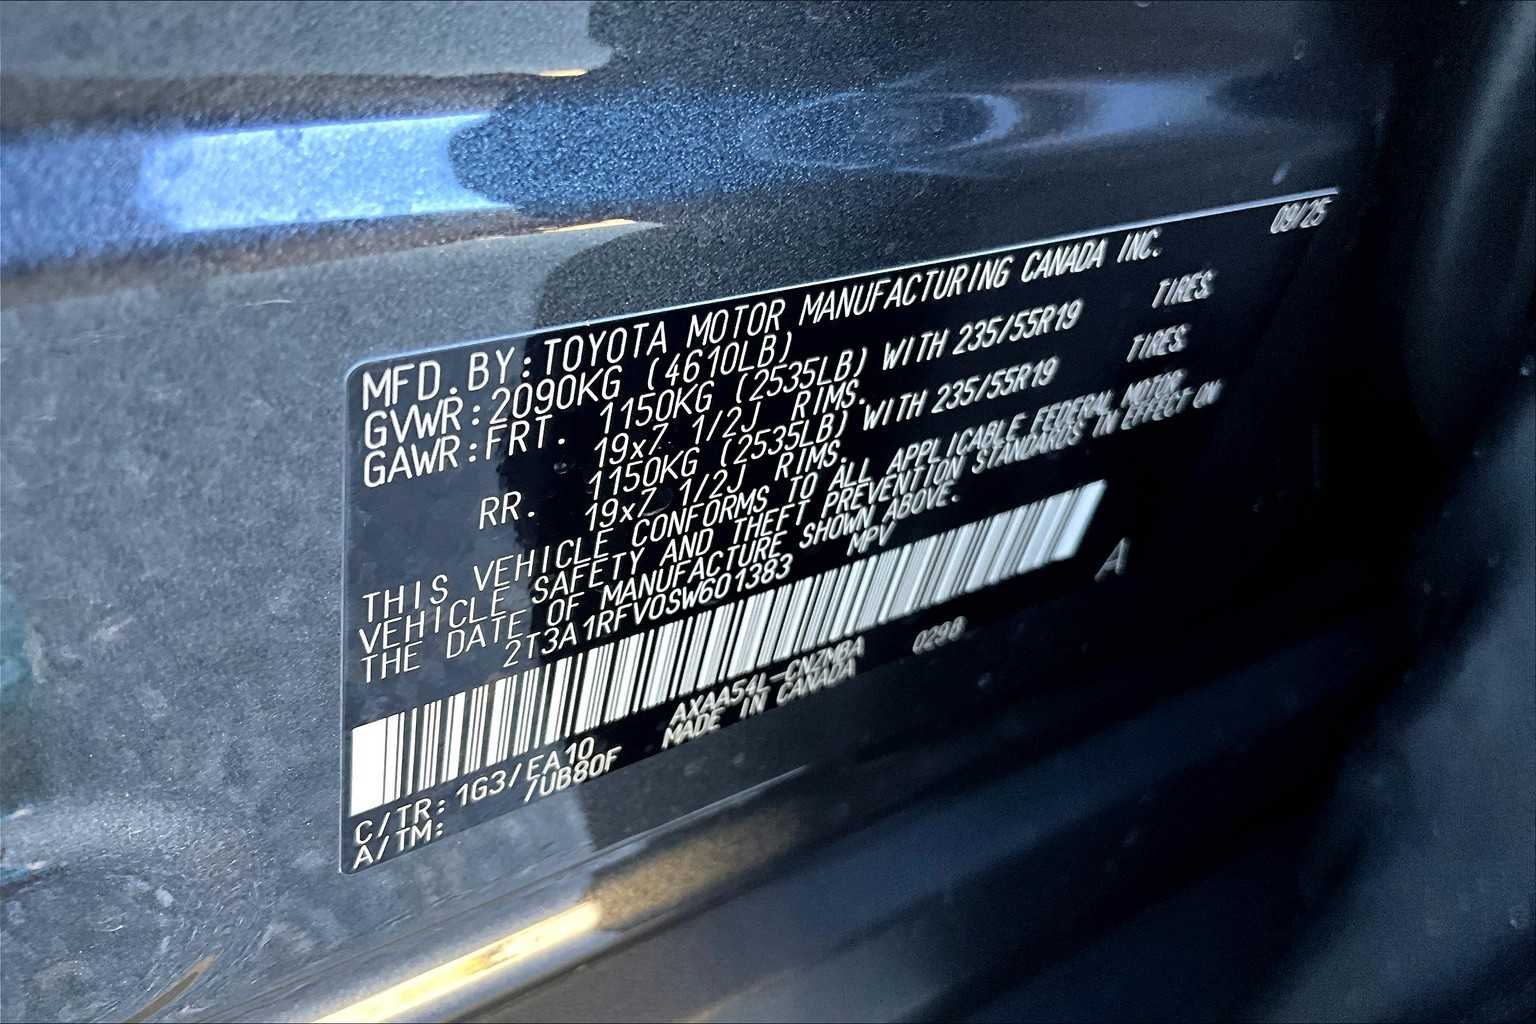 09/25
MFD.BY:TOYOTA MOTOR MANUFACTURING CANADA INC.
GVWR:2090KG (4610LB)
GAWR:FRT. 1150KG (2535LB) WITH 235/55R19 TIRES,
19x7 1/2J RIMS.
RR. 1150KG (2535LB) WITH 235/55R19 TIRES,
19x7 1/2J RIMS.
THIS VEHICLE CONFORMS TO ALL APPLICABLE FEDERAL MOTOR
VEHICLE SAFETY AND THEFT PREVENTION STANDARDS IN EFFECT ON
THE DATE OF MANUFACTURE SHOWN ABOVE.
2T3A1RFV0SW601383 MPV
A
C/TR: 1G3/EA10 AXAA54L-CNZMBA 0298
A/TM: /UB80F MADE IN CANADA